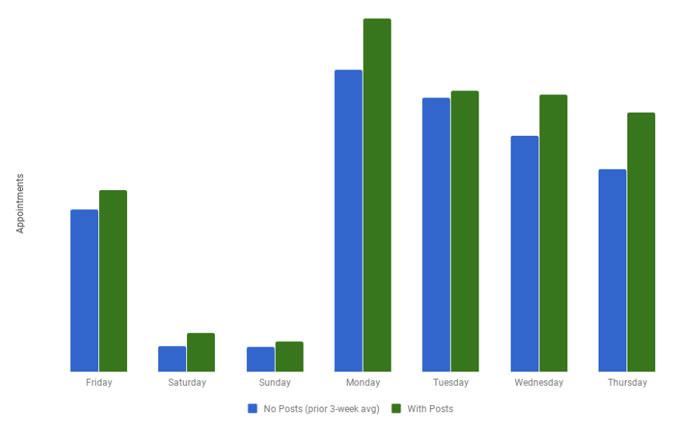 Appointments
Friday Saturday Sunday Monday Tuesday Wednesday Thursday
No Posts (prior 3-week avg) With Posts